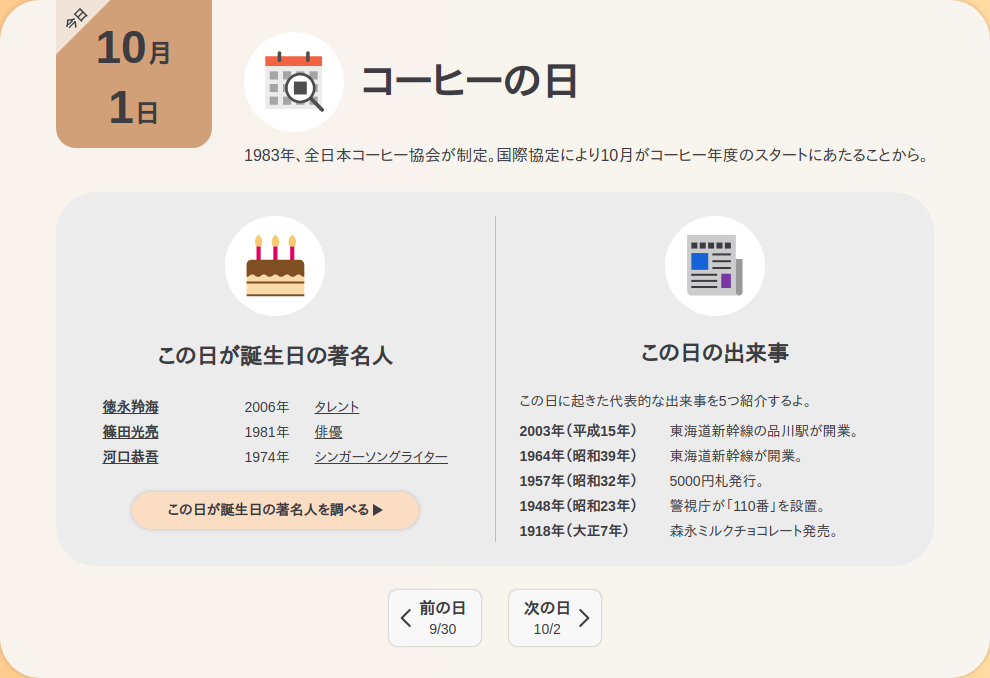 今日
10月
1日
コーヒーの日
1983年、全日本コーヒー協会が制定。国際協定により10月がコーヒー年度のスタートにあたることから。
この日が誕生日の著名人
徳永羚海 2006年 タレント
篠田光亮 1981年 俳優
河口恭吾 1974年 シンガーソングライター
この日が誕生日の著名人を調べる▶
この日の出来事
この日に起きた代表的な出来事を5つ紹介するよ。
2003年（平成15年） 東海道新幹線の品川駅が開業。
1964年（昭和39年） 東海道新幹線が開業。
1957年（昭和32年） 5000円札発行。
1948年（昭和23年） 警視庁が「110番」を設置。
1918年（大正7年） 森永ミルクチョコレート発売。
前の日
9/30
次の日
10/2